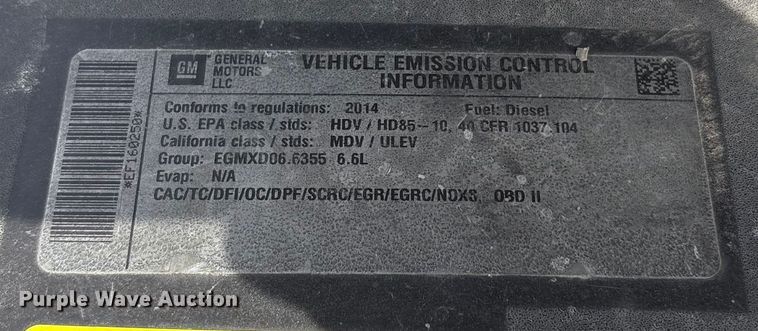 GM
GENERAL MOTORS LLC
VEHICLE EMISSION CONTROL
INFORMATION
Conforms to regulations: 2014 Fuel: Diesel
U.S. EPA class / stds: HDV / HD85-10, 40 CFR 1037.104
California class / stds: MDV / ULEV
Group: EGMXD06.6355 6.6L
Evap: N/A
CAC/TC/DFI/OC/DPF/SCRC/EGR/EGRC/NOXS, OBD II
*EF160250*
Purple Wave Auction